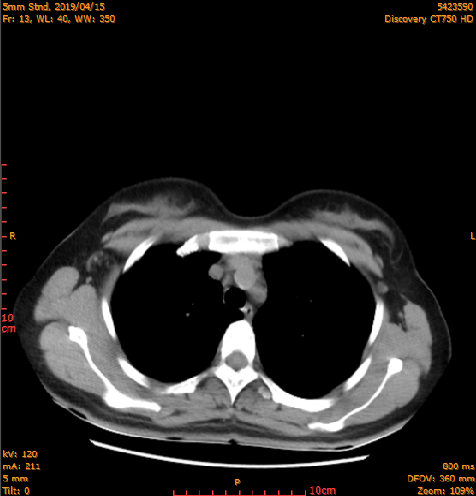 5mm Stnd, 2019/04/15
Fr: 13, WL: 40, WW: 350
5423590
Discovery CT750 HD
R
L
10
cm
kV: 120
mA: 211
5 mm
Tilt: 0
P
10cm
800 ms
DFOV: 360 mm
Zoom: 109%